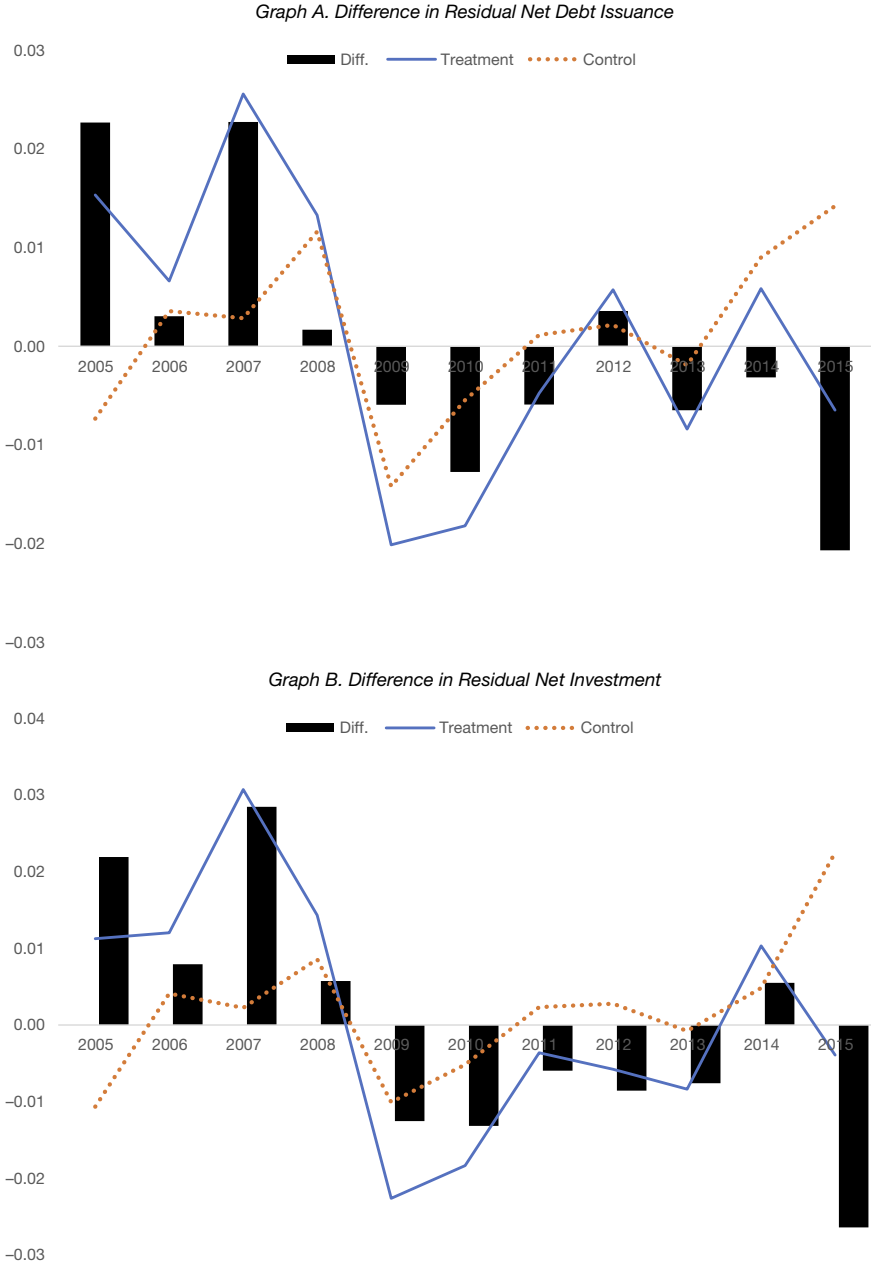 Graph A. Difference in Residual Net Debt Issuance
0.03
Diff. Treatment Control
0.02
0.01
0.00
2005 2006 2007 2008 2009 2010 2011 2012 2013 2014 2015
–0.01
–0.02
–0.03
Graph B. Difference in Residual Net Investment
0.04
Diff. Treatment Control
0.03
0.02
0.01
0.00
2005 2006 2007 2008 2009 2010 2011 2012 2013 2014 2015
–0.01
–0.02
–0.03